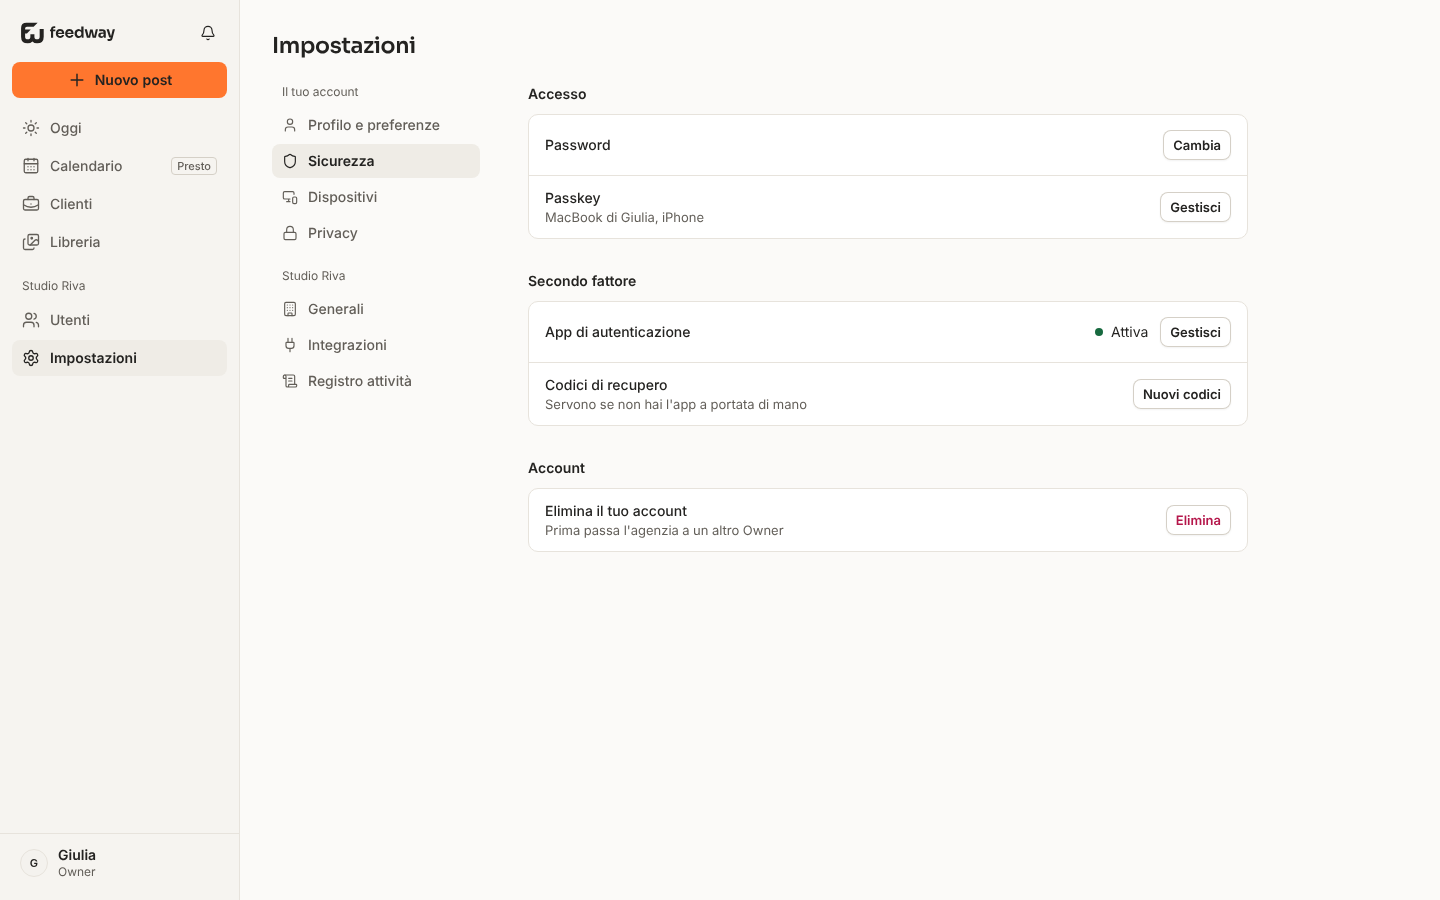 feedway
Nuovo post
Oggi
Calendario
Presto
Clienti
Libreria
Studio Riva
Utenti
Impostazioni
G
Giulia
Owner
Impostazioni
Il tuo account
Profilo e preferenze
Sicurezza
Dispositivi
Privacy
Studio Riva
Generali
Integrazioni
Registro attività
Accesso
Password
Cambia
Passkey
MacBook di Giulia, iPhone
Gestisci
Secondo fattore
App di autenticazione
Attiva
Gestisci
Codici di recupero
Servono se non hai l'app a portata di mano
Nuovi codici
Account
Elimina il tuo account
Prima passa l'agenzia a un altro Owner
Elimina